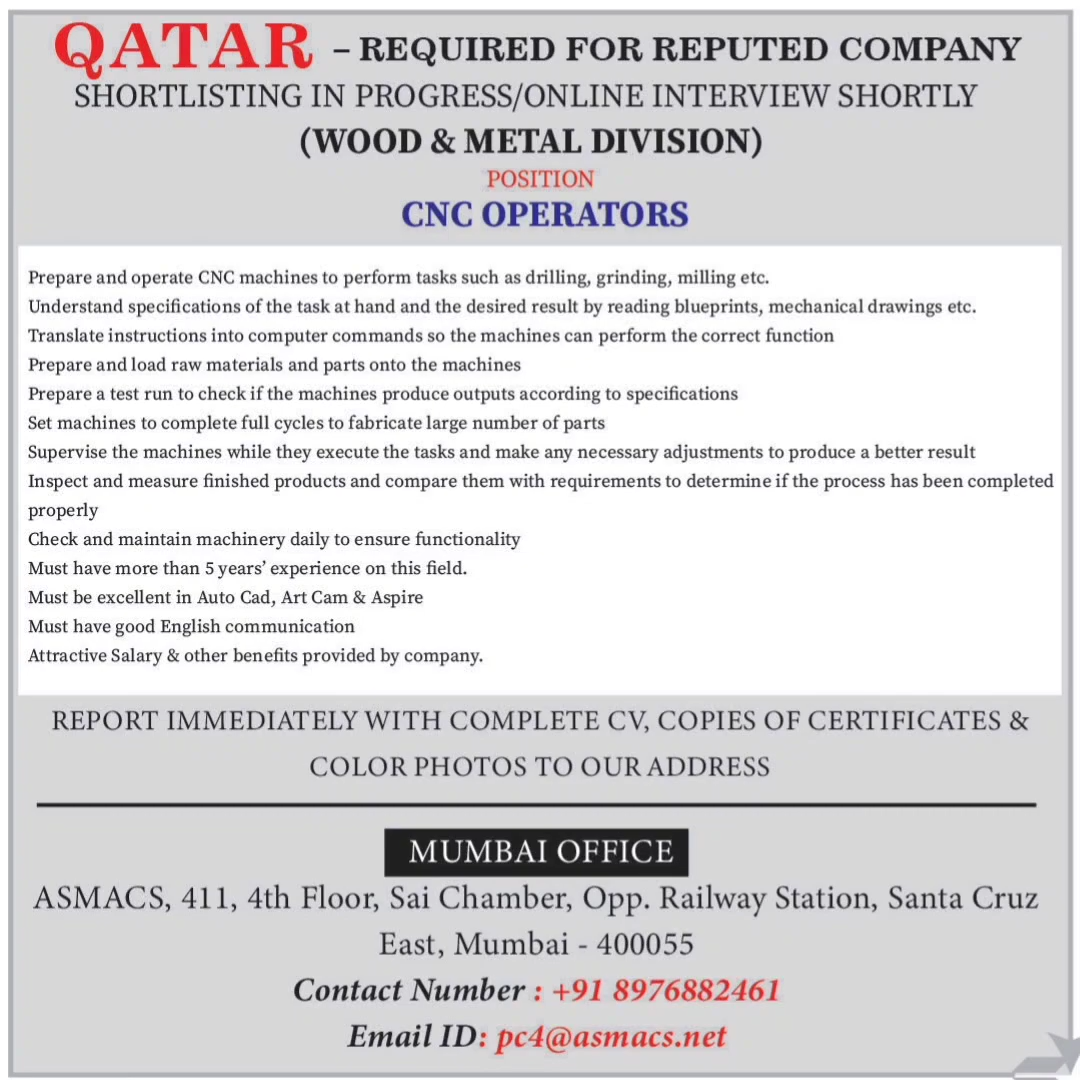 QATAR – REQUIRED FOR REPUTED COMPANY
SHORTLISTING IN PROGRESS/ONLINE INTERVIEW SHORTLY
(WOOD & METAL DIVISION)
POSITION
CNC OPERATORS
Prepare and operate CNC machines to perform tasks such as drilling, grinding, milling etc.
Understand specifications of the task at hand and the desired result by reading blueprints, mechanical drawings etc.
Translate instructions into computer commands so the machines can perform the correct function
Prepare and load raw materials and parts onto the machines
Prepare a test run to check if the machines produce outputs according to specifications
Set machines to complete full cycles to fabricate large number of parts
Supervise the machines while they execute the tasks and make any necessary adjustments to produce a better result
Inspect and measure finished products and compare them with requirements to determine if the process has been completed
properly
Check and maintain machinery daily to ensure functionality
Must have more than 5 years’ experience on this field.
Must be excellent in Auto Cad, Art Cam & Aspire
Must have good English communication
Attractive Salary & other benefits provided by company.
REPORT IMMEDIATELY WITH COMPLETE CV, COPIES OF CERTIFICATES &
COLOR PHOTOS TO OUR ADDRESS
MUMBAI OFFICE
ASMACS, 411, 4th Floor, Sai Chamber, Opp. Railway Station, Santa Cruz
East, Mumbai - 400055
Contact Number : +91 8976882461
Email ID: pc4@asmacs.net